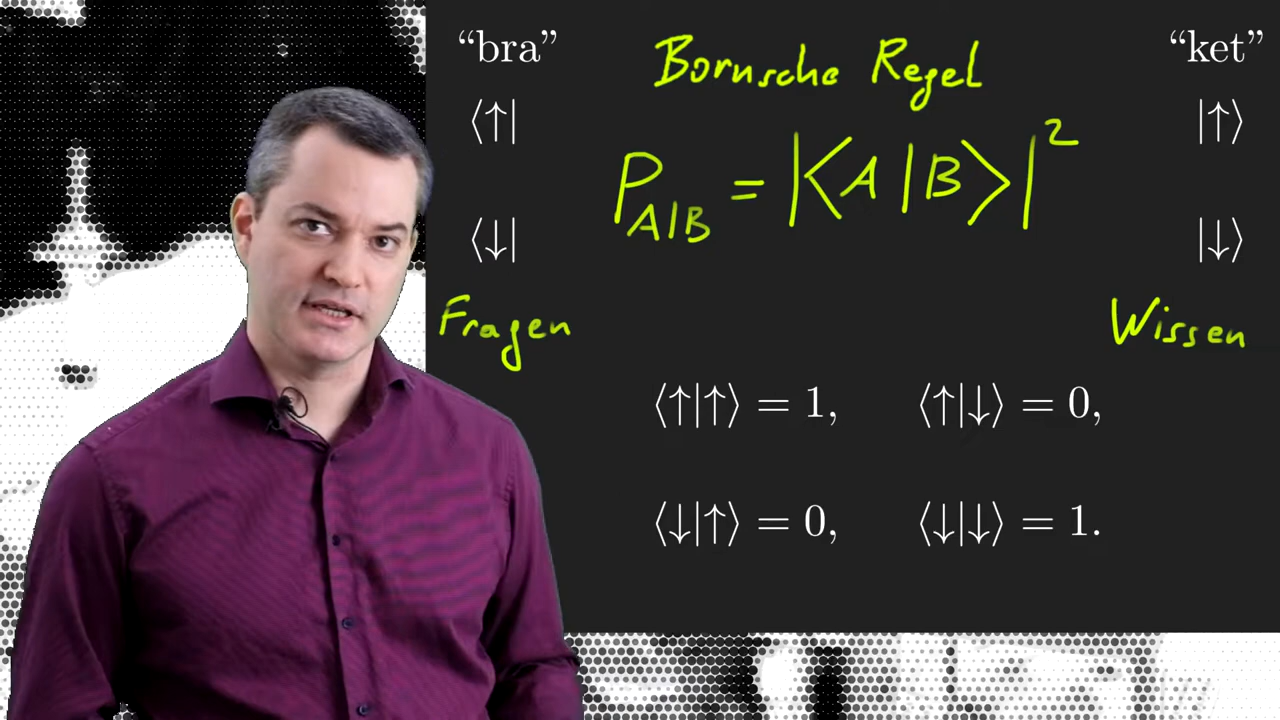 “bra”
Bornsche Regel
“ket”
⟨↑|
|↑⟩
P_{A|B} = |⟨A|B⟩|²
⟨↓|
|↓⟩
Fragen
Wissen
⟨↑|↑⟩ = 1, ⟨↑|↓⟩ = 0,
⟨↓|↑⟩ = 0, ⟨↓|↓⟩ = 1.